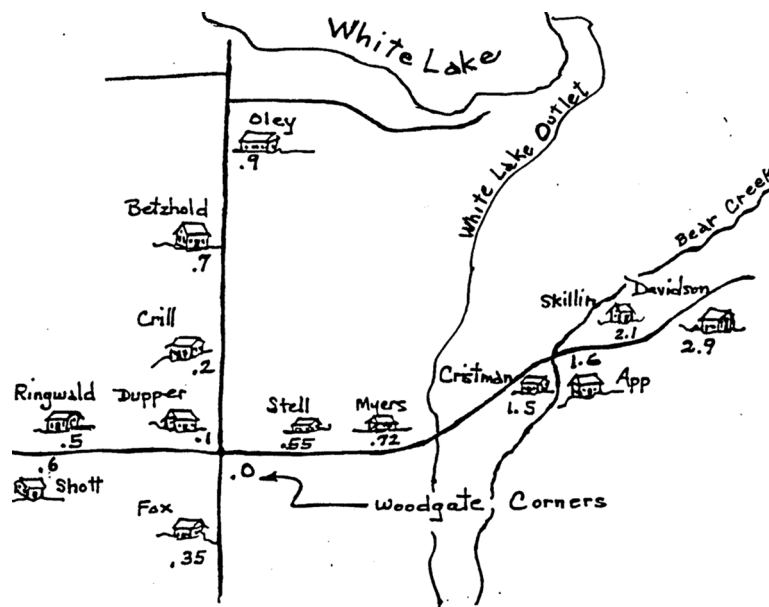 White Lake
Oley
.9
White Lake Outlet
Betzhold
.7
Bear Creek
Skillin
2.1
Davidson
2.9
Crill
.2
Cristman
1.5
1.6
App
Ringwald
.5
Dupper
.1
Stell
.55
Myers
.72
.6
Shott
.0
Woodgate Corners
Fox
.35